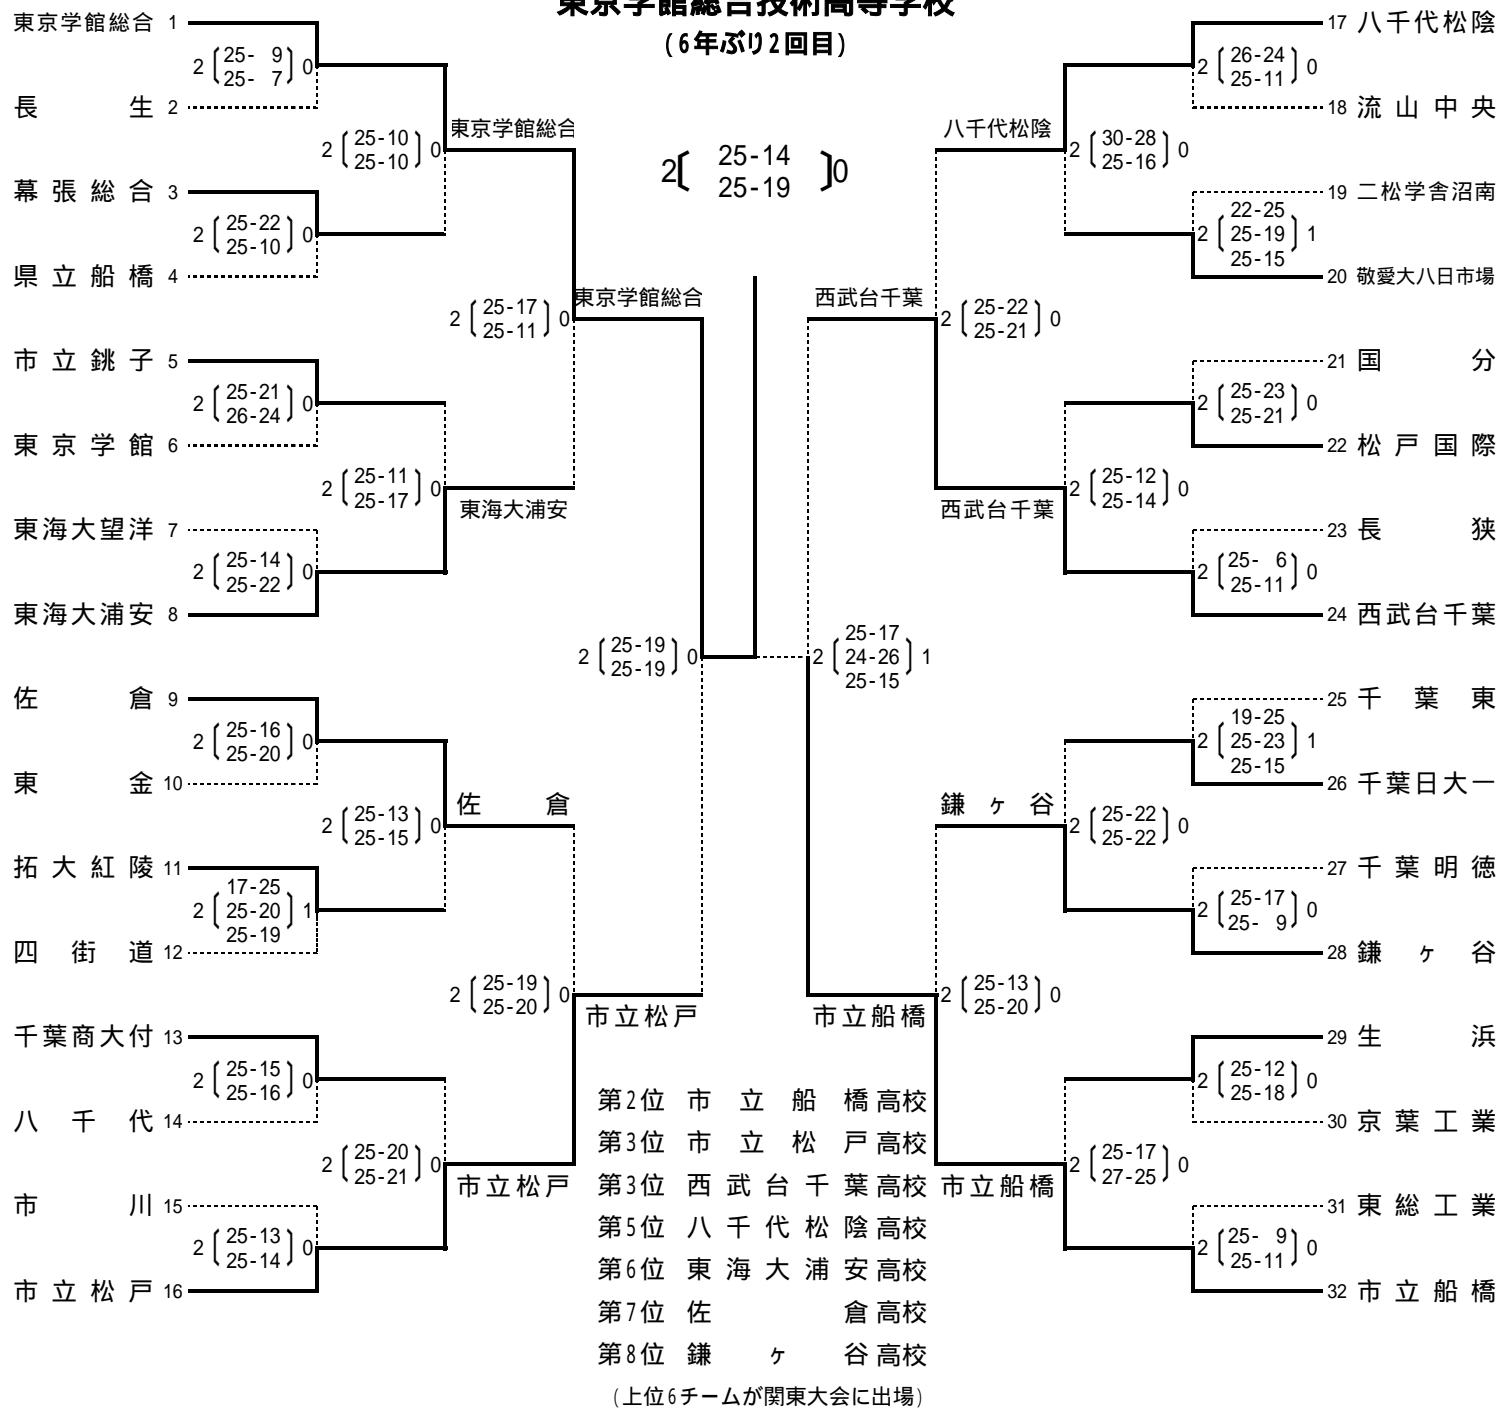 東京学館総合技術高等学校
(6年ぶり2回目)
2 25-14 0
25-19
東京学館総合 1
2 25- 9 0
25- 7
長生 2
2 25-10 0
25-10
東京学館総合
幕張総合 3
2 25-22 0
25-10
県立船橋 4
2 25-17 0
25-11
東京学館総合
市立銚子 5
2 25-21 0
26-24
東京学館 6
2 25-11 0
25-17
東海大浦安
東海大望洋 7
2 25-14 0
25-22
東海大浦安 8
2 25-19 0
25-19
佐倉 9
2 25-16 0
25-20
東金 10
2 25-13 0
25-15
佐倉
拓大紅陵 11
17-25
2 25-20 1
25-19
四街道 12
2 25-19 0
25-20
市立松戸
千葉商大付 13
2 25-15 0
25-16
八千代 14
2 25-20 0
25-21
市立松戸
市川 15
2 25-13 0
25-14
市立松戸 16
17 八千代松陰
2 26-24 0
25-11
18 流山中央
八千代松陰
2 30-28 0
25-16
19 二松学舎沼南
22-25
2 25-19 1
25-15
20 敬愛大八日市場
西武台千葉
2 25-22 0
25-21
21 国分
2 25-23 0
25-21
22 松戸国際
2 25-12 0
25-14
西武台千葉
23 長狭
2 25- 6 0
25-11
24 西武台千葉
25-17
2 24-26 1
25-15
25 千葉東
19-25
2 25-23 1
25-15
26 千葉日大一
鎌ヶ谷
2 25-22 0
25-22
27 千葉明徳
2 25-17 0
25- 9
28 鎌ヶ谷
2 25-13 0
25-20
市立船橋
29 生浜
2 25-12 0
25-18
30 京葉工業
2 25-17 0
27-25
市立船橋
31 東総工業
2 25- 9 0
25-11
32 市立船橋
第2位 市立船橋高校
第3位 市立松戸高校
第3位 西武台千葉高校
第5位 八千代松陰高校
第6位 東海大浦安高校
第7位 佐倉高校
第8位 鎌ヶ谷高校
(上位6チームが関東大会に出場)